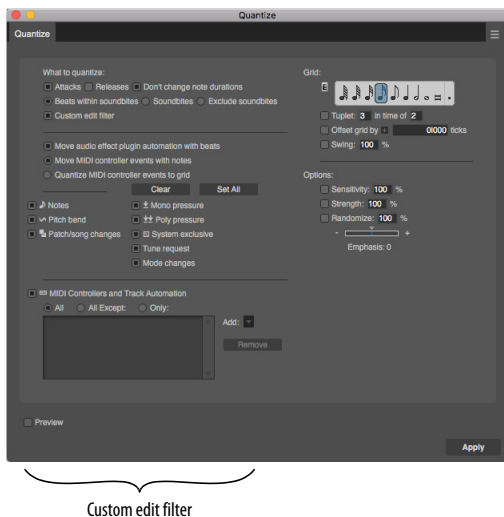 Quantize
Quantize
What to quantize:
Attacks Releases Don't change note durations
Beats within soundbites Soundbites Exclude soundbites
Custom edit filter
Move audio effect plugin automation with beats
Move MIDI controller events with notes
Quantize MIDI controller events to grid
Clear Set All
Notes Mono pressure
Pitch bend Poly pressure
Patch/song changes System exclusive
Tune request
Mode changes
MIDI Controllers and Track Automation
All All Except: Only:
Add:
Remove
Grid:
E
Tuplet: 3 in time of 2
Offset grid by + 0|000 ticks
Swing: 100 %
Options:
Sensitivity: 100 %
Strength: 100 %
Randomize: 100 %
- +
Emphasis: 0
Preview
Apply
Custom edit filter